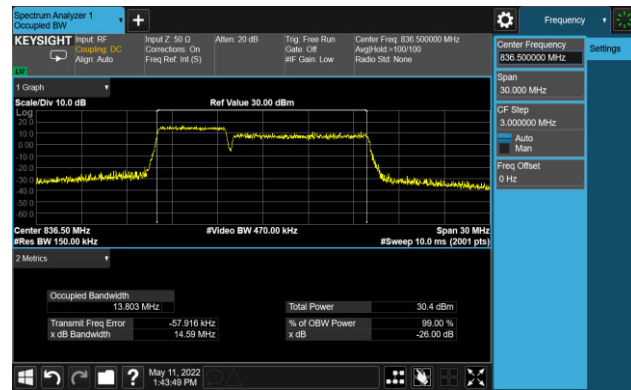 Spectrum Analyzer 1
Occupied BW
Frequency
KEYSIGHT
Input: RF
Coupling: DC
Align: Auto
Input Z: 50 Ω
Corrections: On
Freq Ref: Int (S)
Atten: 20 dB
Trig: Free Run
Gate: Off
#IF Gain: Low
Center Freq: 836.500000 MHz
Avg|Hold:>100/100
Radio Std: None
Center Frequency
836.500000 MHz
Settings
Span
30.000 MHz
CF Step
3.000000 MHz
Auto
Man
Freq Offset
0 Hz
1 Graph
Scale/Div 10.0 dB
Ref Value 30.00 dBm
Log
20.0
10.0
0.00
-10.0
-20.0
-30.0
-40.0
-50.0
-60.0
Center 836.50 MHz
#Video BW 470.00 kHz
Span 30 MHz
#Res BW 150.00 kHz
#Sweep 10.0 ms (2001 pts)
2 Metrics
Occupied Bandwidth
13.803 MHz
Total Power
30.4 dBm
Transmit Freq Error
-57.916 kHz
% of OBW Power
99.00 %
x dB Bandwidth
14.59 MHz
x dB
-26.00 dB
?
May 11, 2022
1:43:49 PM